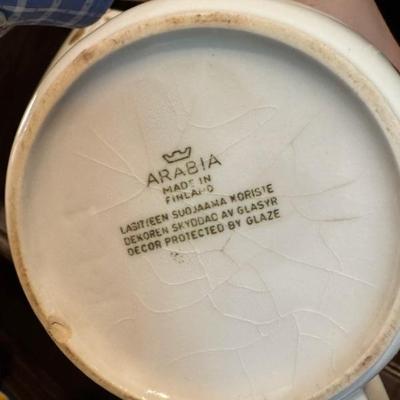 ARABIA
MADE IN
FINLAND
LASITTEEN SUOJAAMA KORISTE
DEKOREN SKYDDAD AV GLASYR
DECOR PROTECTED BY GLAZE